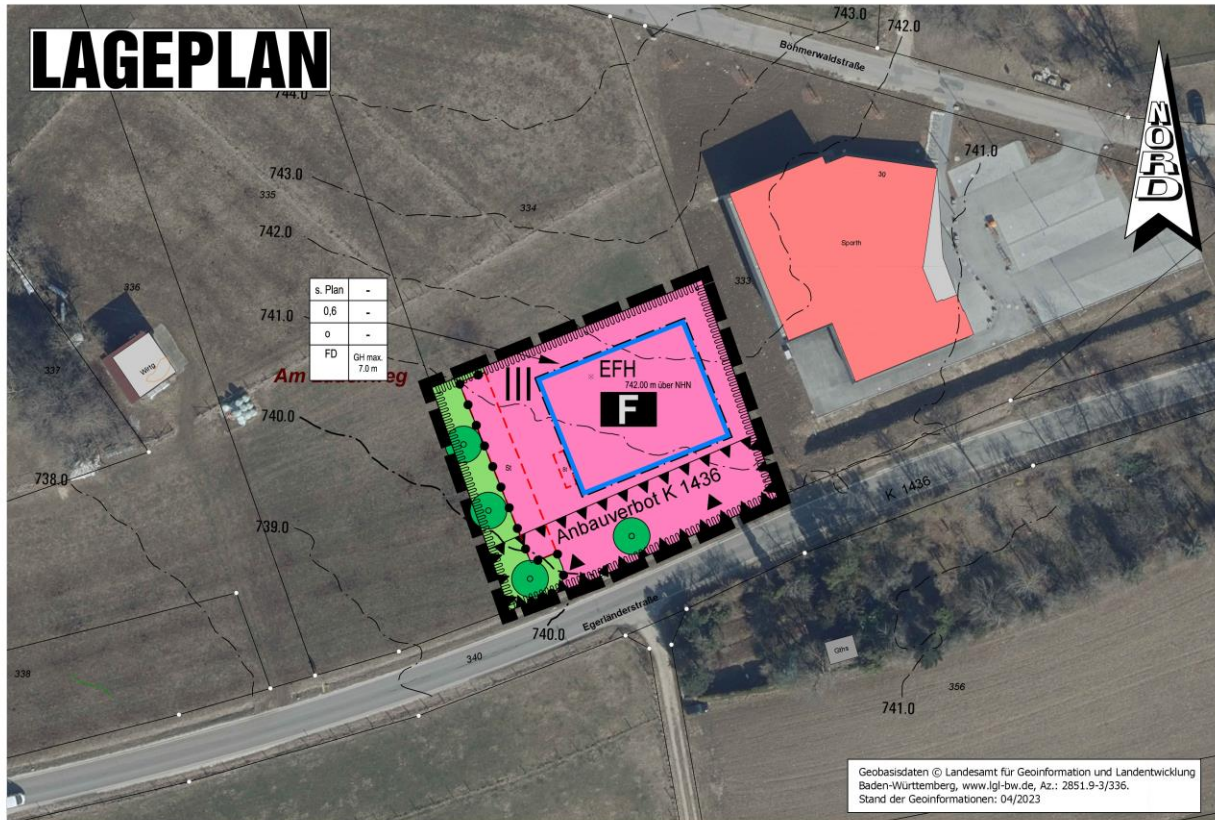 LAGEPLAN
743.0
742.0
Böhmerwaldstraße
NORD
744.0
741.0
30
743.0
335
334
Sporth
742.0
333
336
s. Plan -
0,6 -
o -
FD GH max. 7.0 m
741.0
EFH
742.00 m über NHN
F
Wirtg
337
Am
740.0
St
738.0
K 1436
Anbauverbot K 1436
739.0
Egerländerstraße
740.0
340
338
Gths
356
741.0
Geobasisdaten © Landesamt für Geoinformation und Landentwicklung
Baden-Württemberg, www.lgl-bw.de, Az.: 2851.9-3/336.
Stand der Geoinformationen: 04/2023